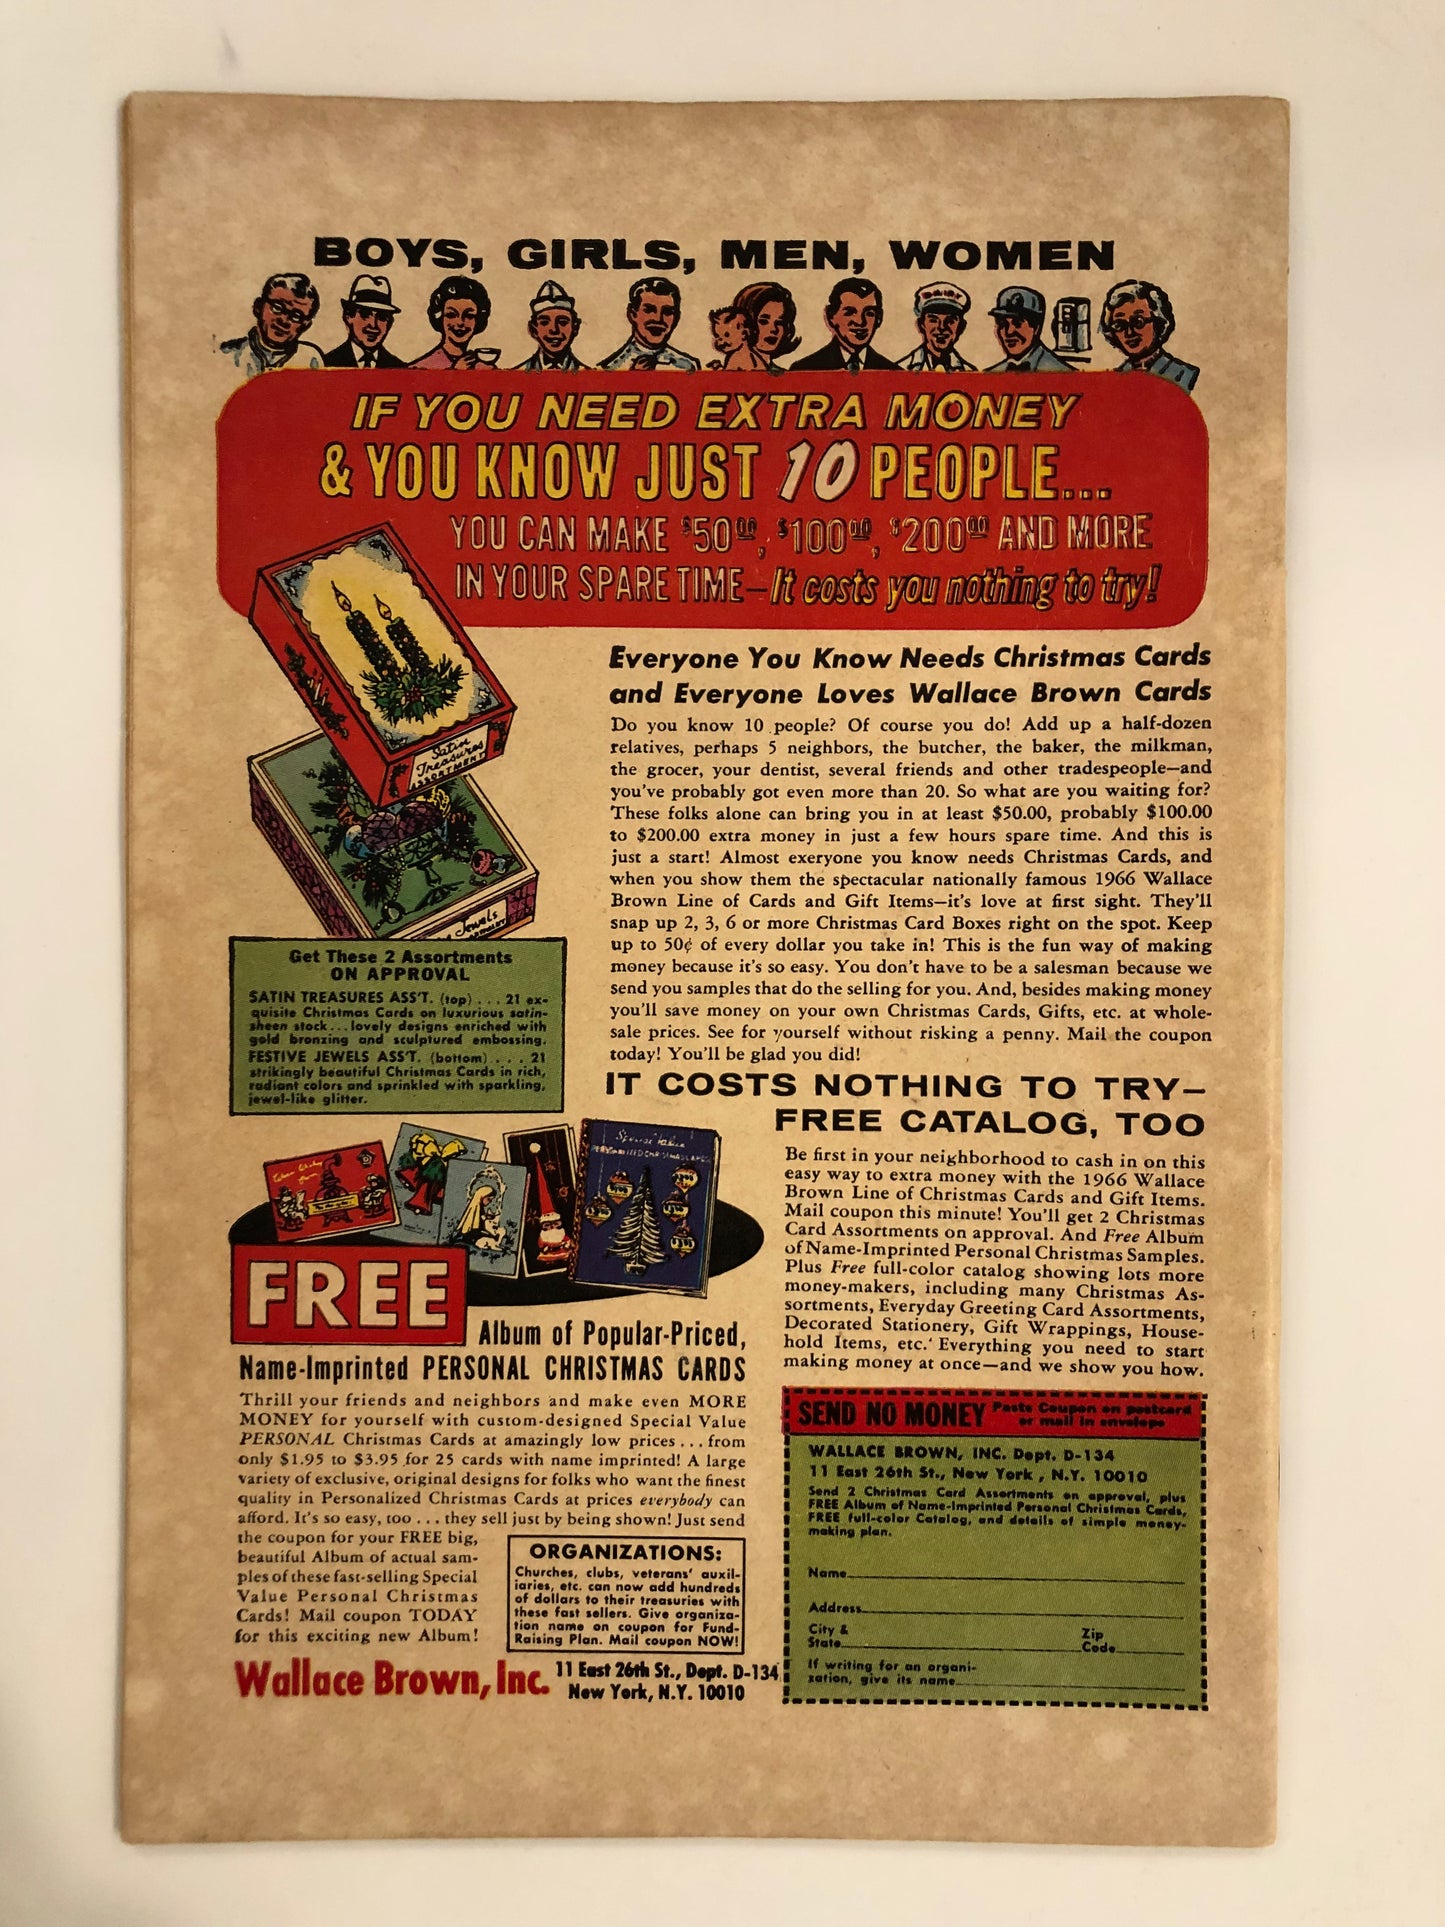 BOYS, GIRLS, MEN, WOMEN
DAIRY
IF YOU NEED EXTRA MONEY
& YOU KNOW JUST 10 PEOPLE...
YOU CAN MAKE $50.00, $100.00, $200.00 AND MORE
IN YOUR SPARE TIME—It costs you nothing to try!
Satin
Treasures
ASSORTMENT
Jewels
Get These 2 Assortments
ON APPROVAL
SATIN TREASURES ASS'T. (top) . . . 21 ex-
quisite Christmas Cards on luxurious satin-
sheen stock...lovely designs enriched with
gold bronzing and sculptured embossing.
FESTIVE JEWELS ASS'T. (bottom) . . . 21
strikingly beautiful Christmas Cards in rich,
radiant colors and sprinkled with sparkling,
jewel-like glitter.
Everyone You Know Needs Christmas Cards
and Everyone Loves Wallace Brown Cards
Do you know 10 people? Of course you do! Add up a half-dozen
relatives, perhaps 5 neighbors, the butcher, the baker, the milkman,
the grocer, your dentist, several friends and other tradespeople—and
you've probably got even more than 20. So what are you waiting for?
These folks alone can bring you in at least $50.00, probably $100.00
to $200.00 extra money in just a few hours spare time. And this is
just a start! Almost exeryone you know needs Christmas Cards, and
when you show them the spectacular nationally famous 1966 Wallace
Brown Line of Cards and Gift Items—it's love at first sight. They'll
snap up 2, 3, 6 or more Christmas Card Boxes right on the spot. Keep
up to 50¢ of every dollar you take in! This is the fun way of making
money because it's so easy. You don't have to be a salesman because we
send you samples that do the selling for you. And, besides making money
you'll save money on your own Christmas Cards, Gifts, etc. at whole-
sale prices. See for yourself without risking a penny. Mail the coupon
today! You'll be glad you did!
IT COSTS NOTHING TO TRY—
FREE CATALOG, TOO
Be first in your neighborhood to cash in on this
easy way to extra money with the 1966 Wallace
Brown Line of Christmas Cards and Gift Items.
Mail coupon this minute! You'll get 2 Christmas
Card Assortments on approval. And Free Album
of Name-Imprinted Personal Christmas Samples.
Plus Free full-color catalog showing lots more
money-makers, including many Christmas As-
sortments, Everyday Greeting Card Assortments,
Decorated Stationery, Gift Wrappings, House-
hold Items, etc. Everything you need to start
making money at once—and we show you how.
Special Value
PERSONALIZED CHRISTMAS CARDS
FREE
Album of Popular-Priced,
Name-Imprinted PERSONAL CHRISTMAS CARDS
Thrill your friends and neighbors and make even MORE
MONEY for yourself with custom-designed Special Value
PERSONAL Christmas Cards at amazingly low prices . . . from
only $1.95 to $3.95 for 25 cards with name imprinted! A large
variety of exclusive, original designs for folks who want the finest
quality in Personalized Christmas Cards at prices everybody can
afford. It's so easy, too . . . they sell just by being shown! Just send
the coupon for your FREE big,
beautiful Album of actual sam-
ples of these fast-selling Special
Value Personal Christmas
Cards! Mail coupon TODAY
for this exciting new Album!
ORGANIZATIONS:
Churches, clubs, veterans' auxil-
iaries, etc. can now add hundreds
of dollars to their treasuries with
these fast sellers. Give organiza-
tion name on coupon for Fund-
Raising Plan. Mail coupon NOW!
Wallace Brown, Inc. 11 East 26th St., Dept. D-134
New York, N.Y. 10010
SEND NO MONEY Paste Coupon on postcard
or mail in envelope
WALLACE BROWN, INC. Dept. D-134
11 East 26th St., New York, N.Y. 10010
Send 2 Christmas Card Assortments on approval, plus
FREE Album of Name-Imprinted Personal Christmas Cards,
FREE full-color Catalog, and details of simple money-
making plan.
Name
Address
City &
State
Zip
Code
If writing for an organi-
zation, give its name